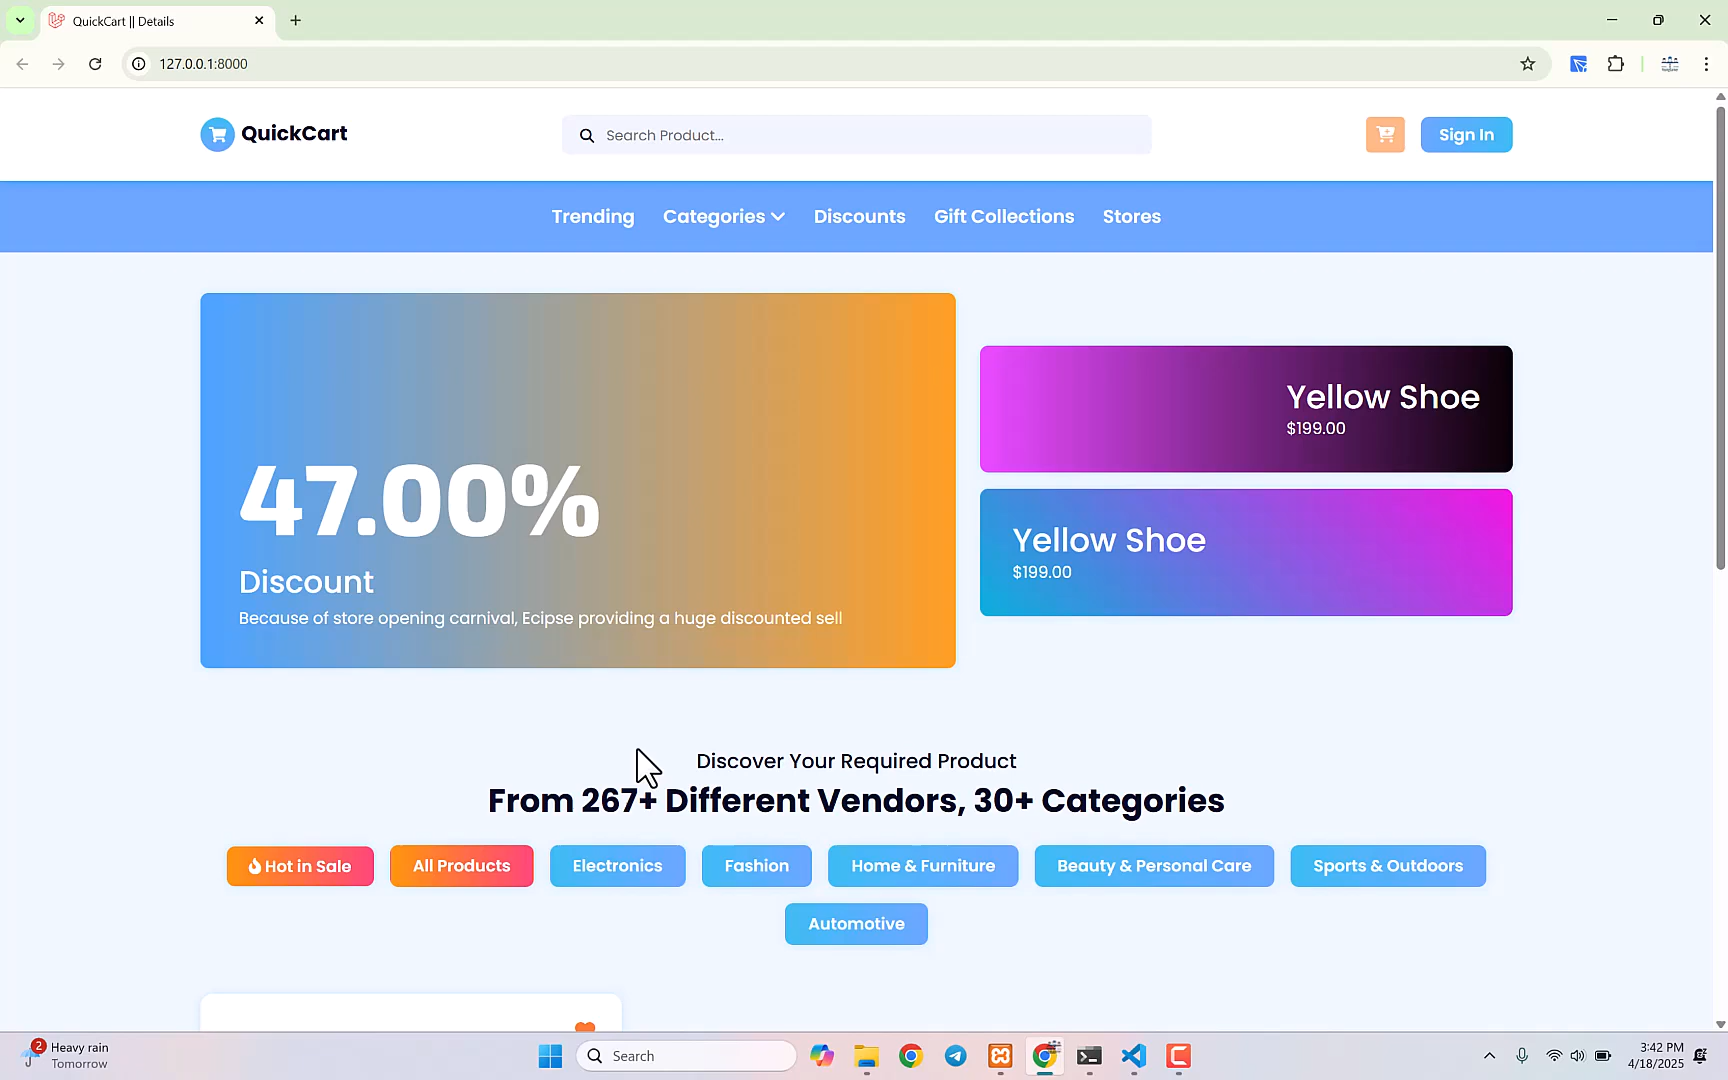 QuickCart || Details
127.0.0.1:8000
QuickCart
Search Product...
Sign In
Trending
Categories
Discounts
Gift Collections
Stores
47.00%
Discount
Because of store opening carnival, Ecipse providing a huge discounted sell
Yellow Shoe
$199.00
Yellow Shoe
$199.00
Discover Your Required Product
From 267+ Different Vendors, 30+ Categories
Hot in Sale
All Products
Electronics
Fashion
Home & Furniture
Beauty & Personal Care
Sports & Outdoors
Automotive
2
Heavy rain
Tomorrow
Search
3:42 PM
4/18/2025